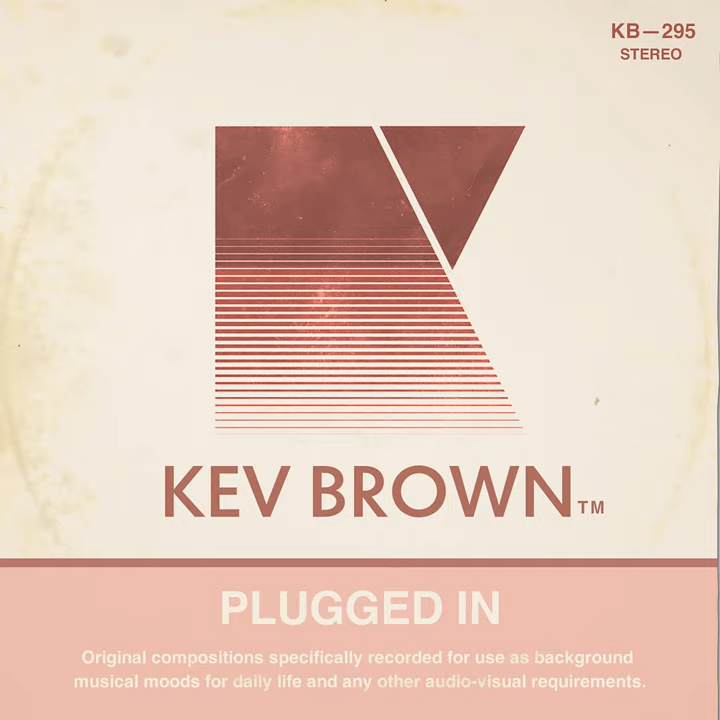 KB—295
STEREO
KEV BROWN™
PLUGGED IN
Original compositions specifically recorded for use as background
musical moods for daily life and any other audio-visual requirements.